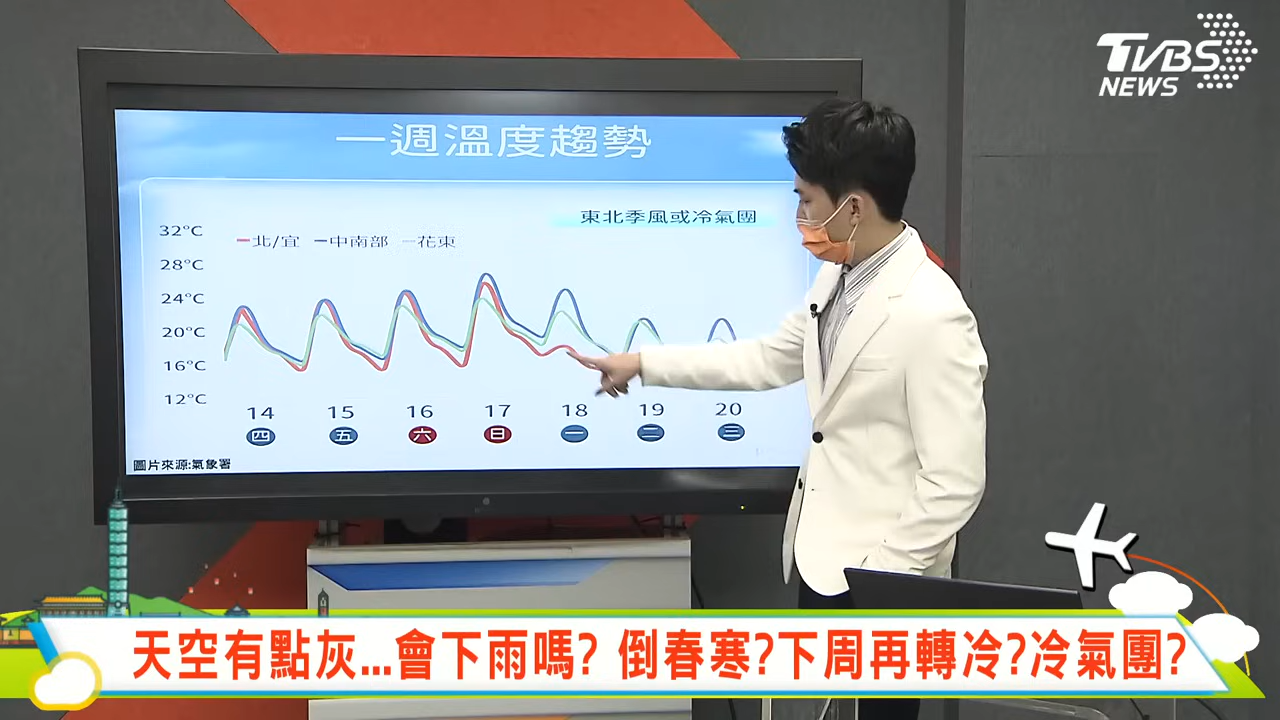 TVBS
NEWS
一週溫度趨勢
東北季風或冷氣團
北/宜 中南部 花東
32°C
28°C
24°C
20°C
16°C
12°C
14 15 16 17 18 19 20
四 五 六 日 一 二 三
圖片來源:氣象署
天空有點灰...會下雨嗎? 倒春寒?下周再轉冷?冷氣團?